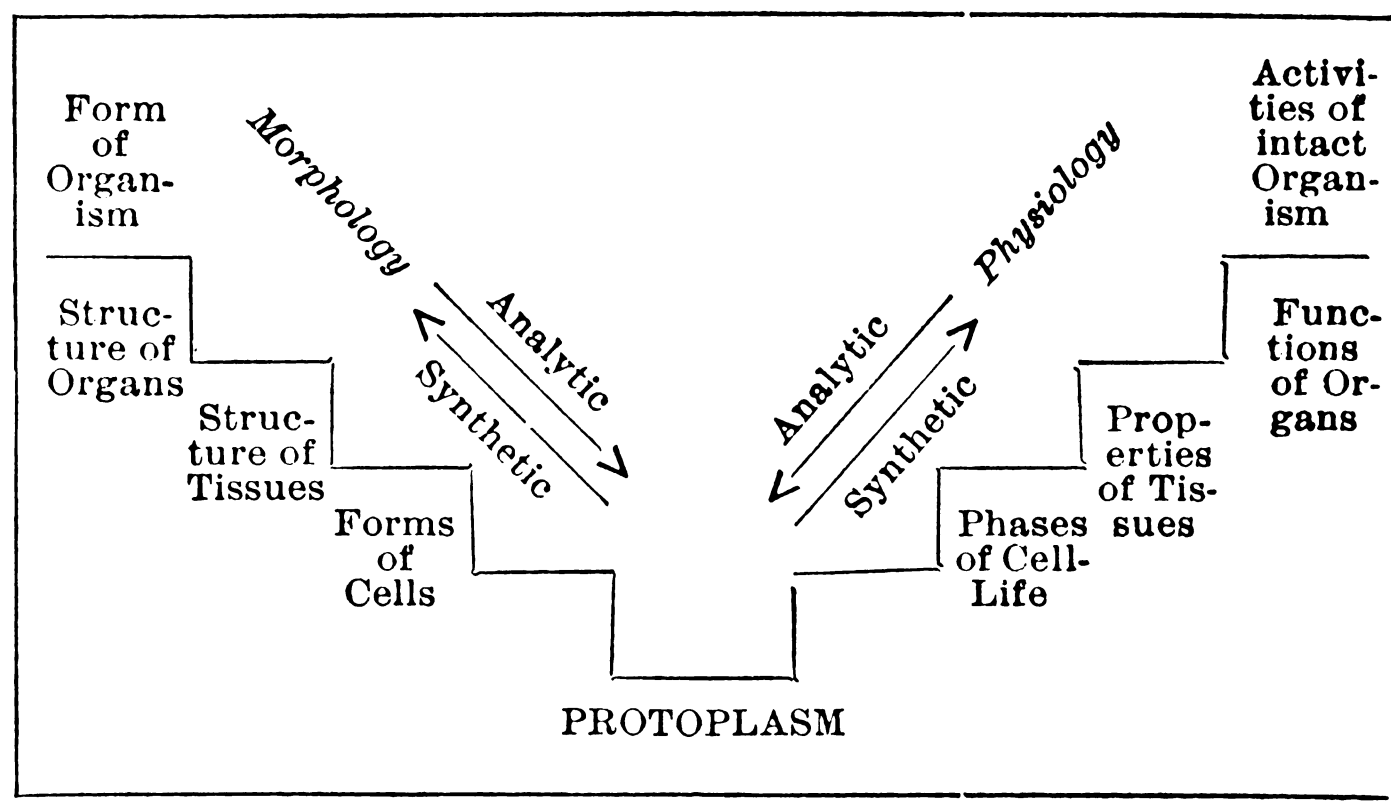 Form
of
Organ-
ism
Morphology
Physiology
Activi-
ties of
intact
Organ-
ism
Struc-
ture of
Organs
Analytic
Synthetic
Analytic
Synthetic
Func-
tions
of Or-
gans
Struc-
ture of
Tissues
Prop-
erties
of Tis-
sues
Forms
of
Cells
Phases
of Cell-
Life
PROTOPLASM